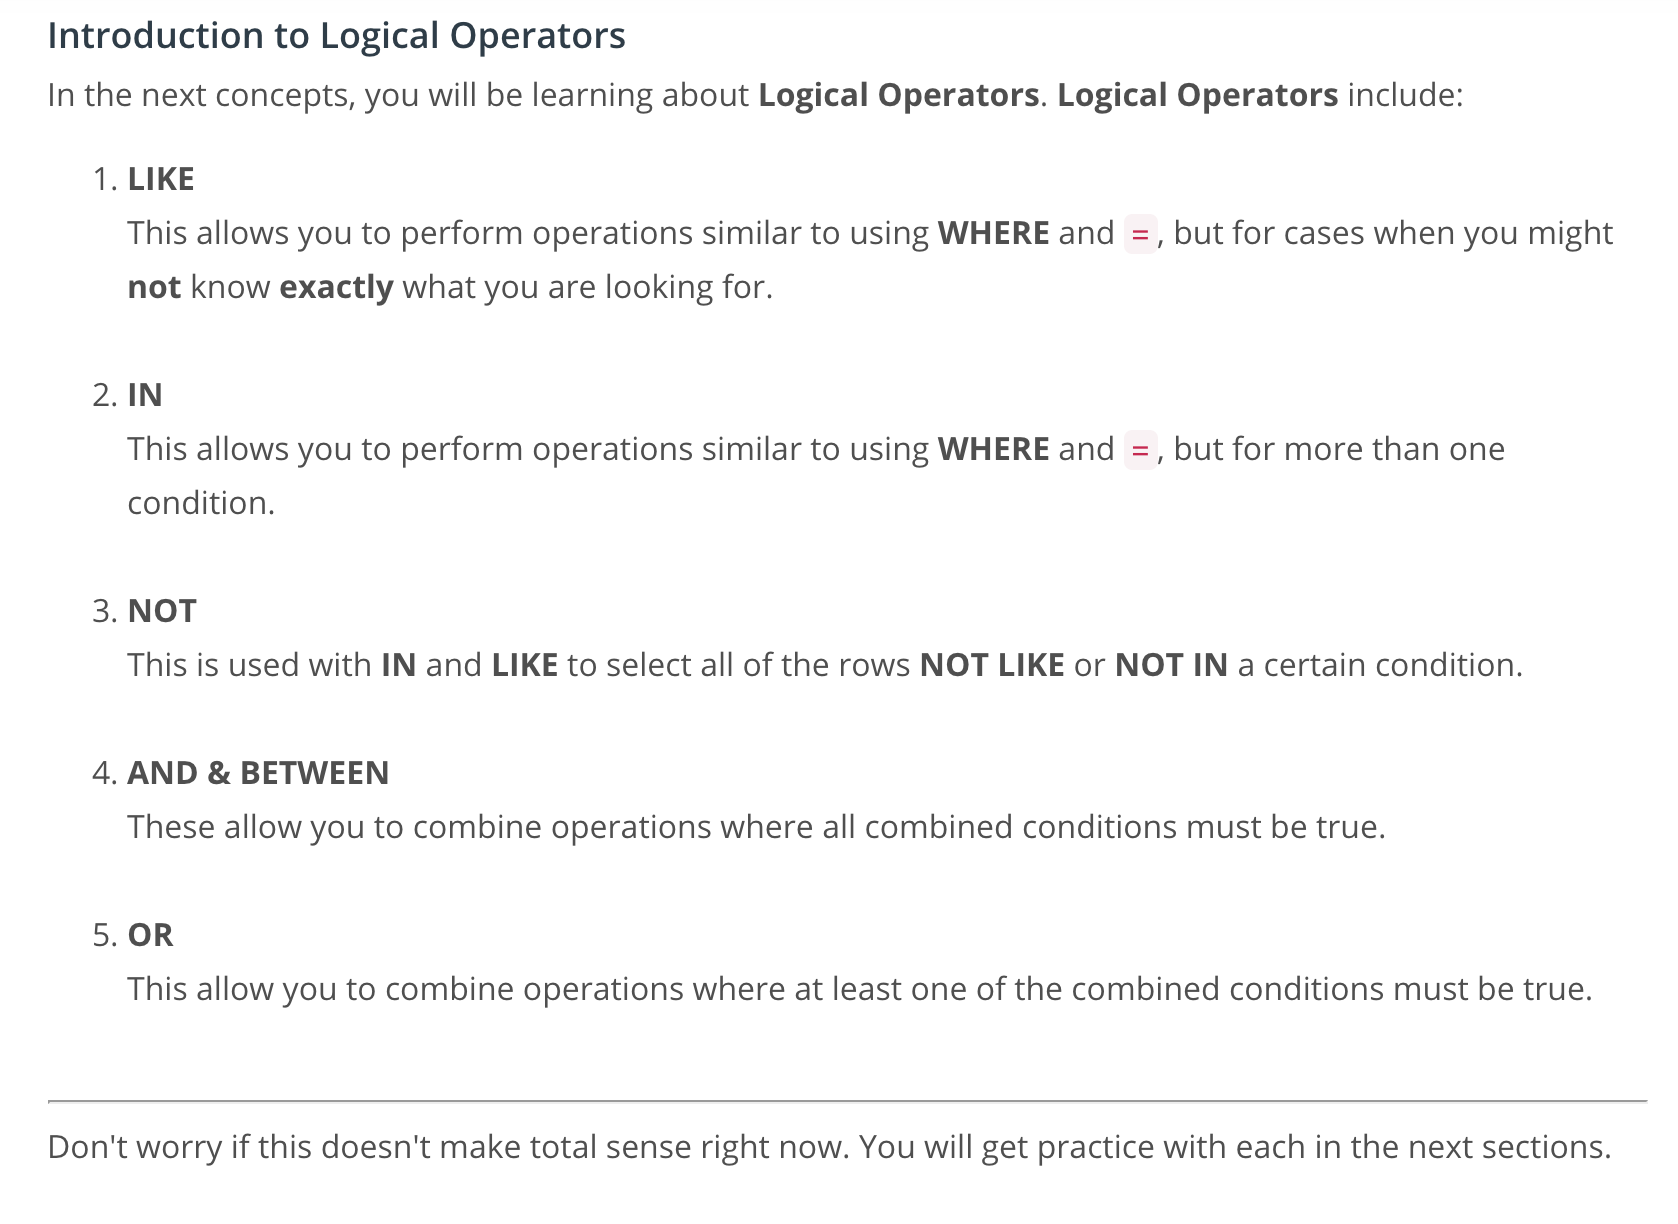 Introduction to Logical Operators
In the next concepts, you will be learning about Logical Operators. Logical Operators include:
1. LIKE
This allows you to perform operations similar to using WHERE and =, but for cases when you might
not know exactly what you are looking for.
2. IN
This allows you to perform operations similar to using WHERE and =, but for more than one
condition.
3. NOT
This is used with IN and LIKE to select all of the rows NOT LIKE or NOT IN a certain condition.
4. AND & BETWEEN
These allow you to combine operations where all combined conditions must be true.
5. OR
This allow you to combine operations where at least one of the combined conditions must be true.
Don't worry if this doesn't make total sense right now. You will get practice with each in the next sections.